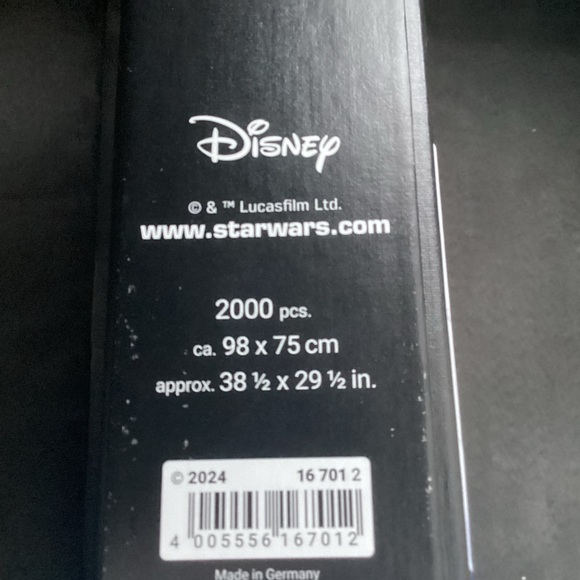 Disney
© & ™ Lucasfilm Ltd.
www.starwars.com
2000 pcs.
ca. 98 x 75 cm
approx. 38 ½ x 29 ½ in.
© 2024 16 701 2
4 005556 167012
Made in Germany